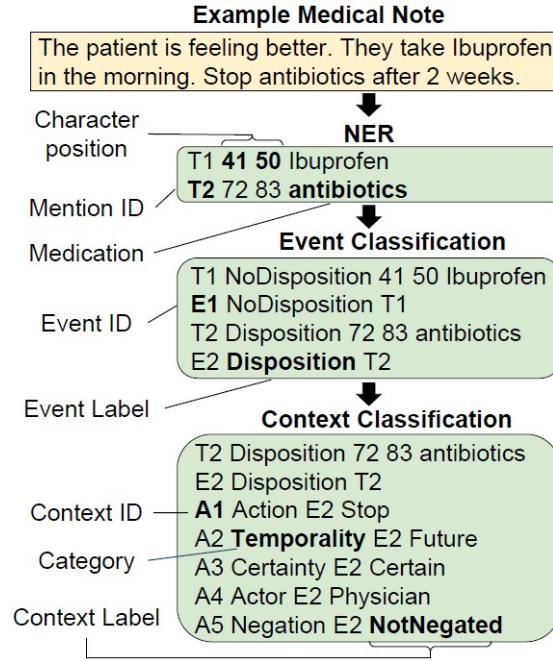 Example Medical Note
The patient is feeling better. They take Ibuprofen
in the morning. Stop antibiotics after 2 weeks.
Character
position
NER
T1 41 50 Ibuprofen
T2 72 83 antibiotics
Mention ID
Medication
Event Classification
T1 NoDisposition 41 50 Ibuprofen
E1 NoDisposition T1
T2 Disposition 72 83 antibiotics
E2 Disposition T2
Event ID
Event Label
Context Classification
T2 Disposition 72 83 antibiotics
E2 Disposition T2
A1 Action E2 Stop
A2 Temporality E2 Future
A3 Certainty E2 Certain
A4 Actor E2 Physician
A5 Negation E2 NotNegated
Context ID
Category
Context Label